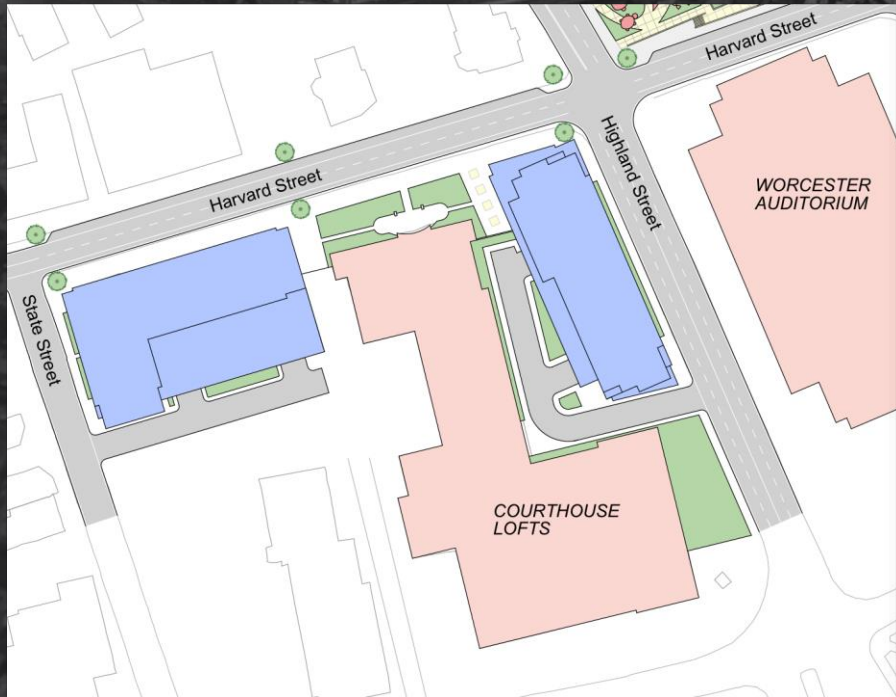 Harvard Street
Harvard Street
Highland Street
WORCESTER
AUDITORIUM
State Street
COURTHOUSE
LOFTS